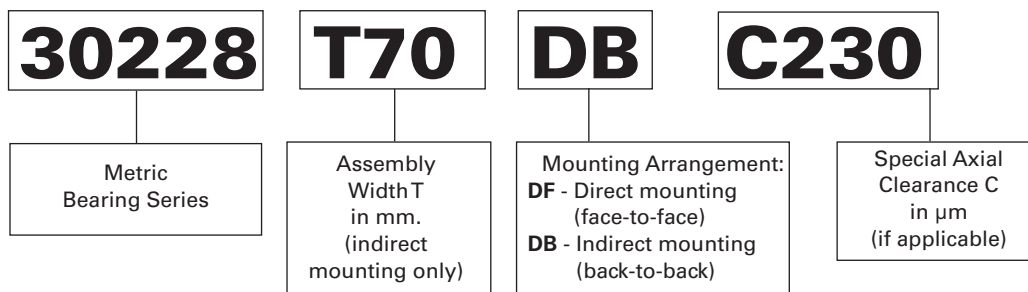 30228 T70 DB C230
Metric
Bearing Series
Assembly
Width T
in mm.
(indirect
mounting only)
Mounting Arrangement:
DF - Direct mounting
(face-to-face)
DB - Indirect mounting
(back-to-back)
Special Axial
Clearance C
in µm
(if applicable)